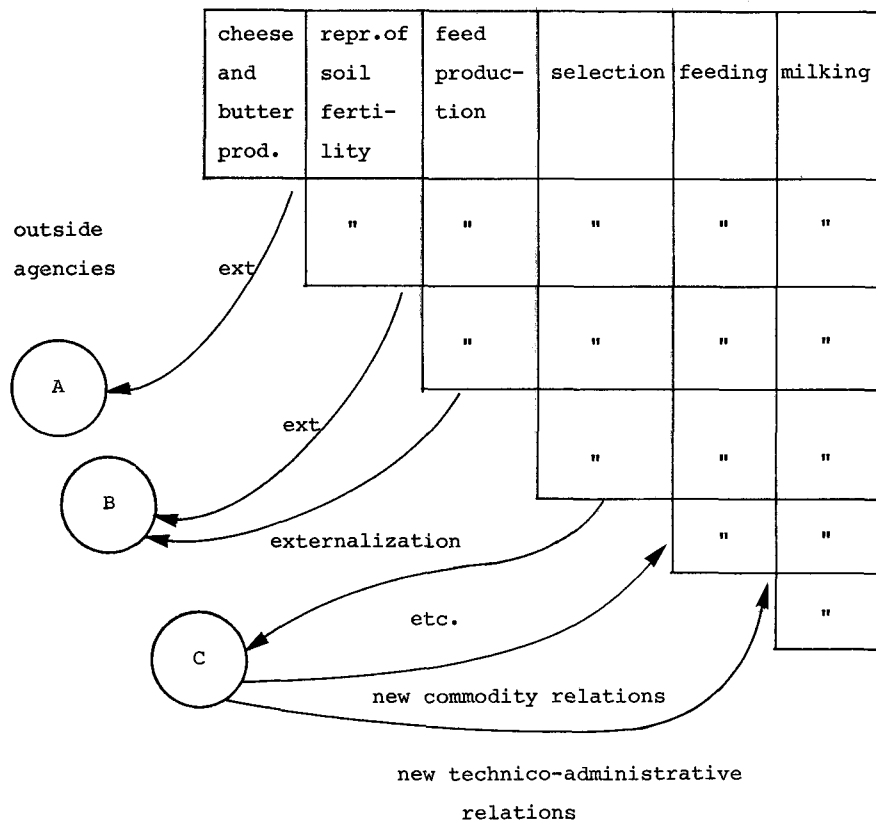 cheese
and
butter
prod.
repr.of
soil
ferti-
lity
feed
produc-
tion
selection
feeding
milking
" " " " "
outside
agencies
ext
" " " "
A
ext
" " "
B
externalization
" "
etc.
"
C
new commodity relations
new technico-administrative
relations